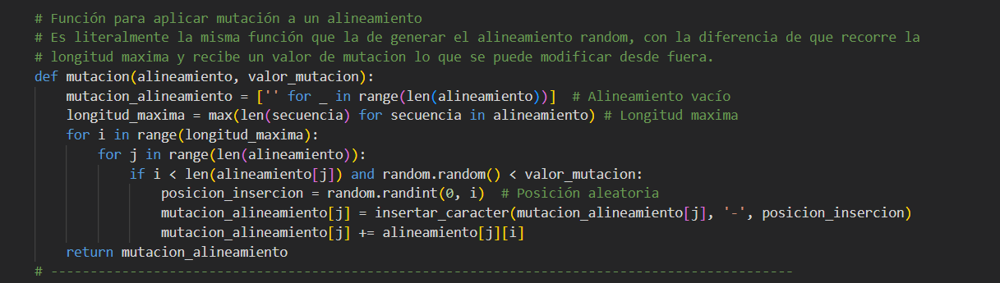 # Función para aplicar mutación a un alineamiento
# Es literalmente la misma función que la de generar el alineamiento random, con la diferencia de que recorre la
# longitud maxima y recibe un valor de mutacion lo que se puede modificar desde fuera.
def mutacion(alineamiento, valor_mutacion):
    mutacion_alineamiento = ['' for _ in range(len(alineamiento))]  # Alineamiento vacío
    longitud_maxima = max(len(secuencia) for secuencia in alineamiento) # Longitud maxima
    for i in range(longitud_maxima):
        for j in range(len(alineamiento)):
            if i < len(alineamiento[j]) and random.random() < valor_mutacion:
                posicion_insercion = random.randint(0, i)  # Posición aleatoria
                mutacion_alineamiento[j] = insertar_caracter(mutacion_alineamiento[j], '-', posicion_insercion)
                mutacion_alineamiento[j] += alineamiento[j][i]
    return mutacion_alineamiento
# -----------------------------------------------------------------------------------------------